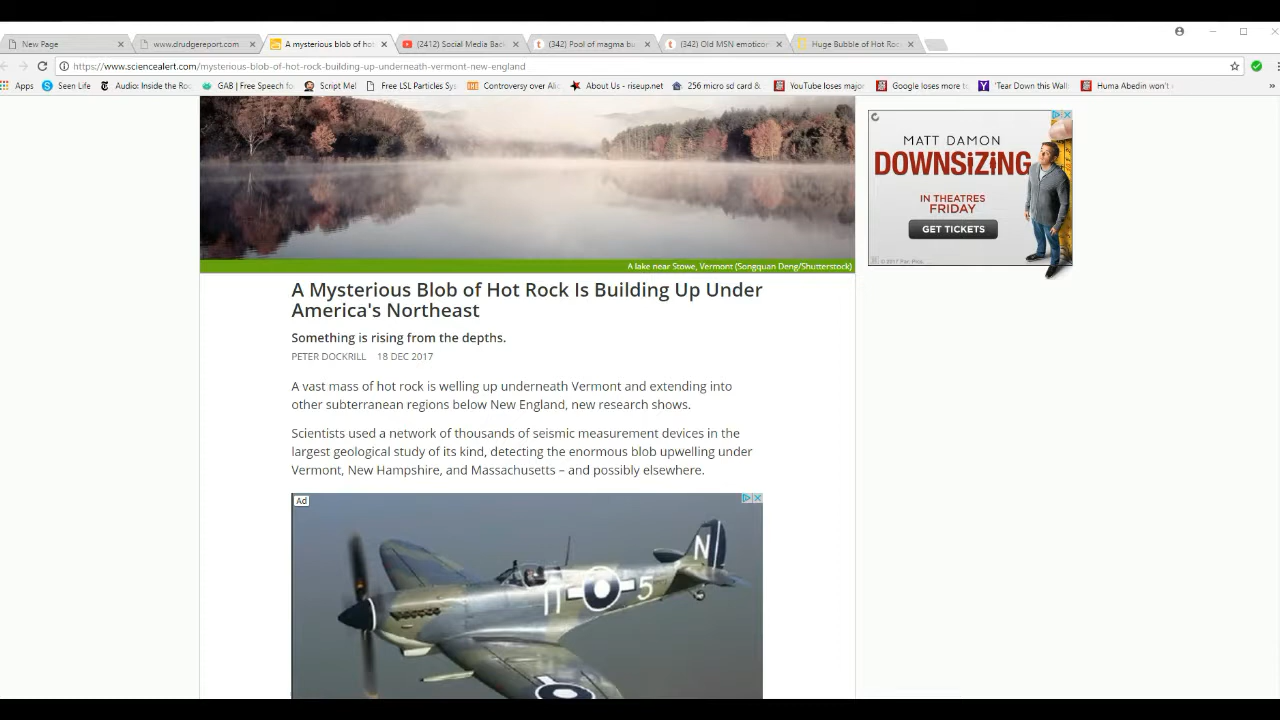 New Page
www.drudgereport.com
A mysterious blob of hot
(2412) Social Media Bac
(342) Pool of magma bu
(342) Old MSN emoticor
Huge Bubble of Hot Roc
https://www.sciencealert.com/mysterious-blob-of-hot-rock-building-up-underneath-vermont-new-england
Apps
Seen Life
Audio: Inside the Ro
GAB | Free Speech fo
Script Me!
Free LSL Particles Sy
Controversy over Ali
About Us - riseup.net
256 micro sd card &
YouTube loses major
Google loses more t
'Tear Down this Wall
Huma Abedin won't
A lake near Stowe, Vermont (Songquan Deng/Shutterstock)
A Mysterious Blob of Hot Rock Is Building Up Under
America's Northeast
Something is rising from the depths.
PETER DOCKRILL 18 DEC 2017
A vast mass of hot rock is welling up underneath Vermont and extending into
other subterranean regions below New England, new research shows.
Scientists used a network of thousands of seismic measurement devices in the
largest geological study of its kind, detecting the enormous blob upwelling under
Vermont, New Hampshire, and Massachusetts – and possibly elsewhere.
Ad
N
5
MATT DAMON
DOWNSIZING
IN THEATRES
FRIDAY
GET TICKETS
© 2017 Par. Pics.